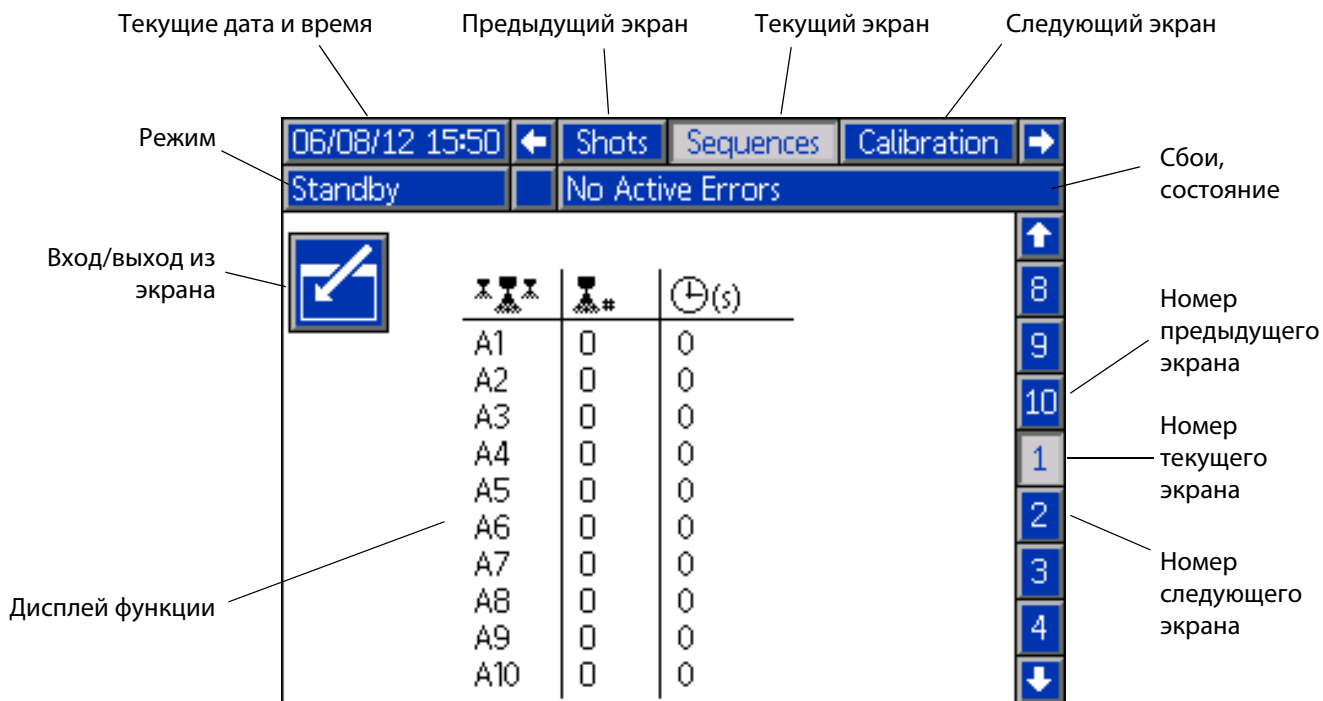 Текущие дата и время
Предыдущий экран
Текущий экран
Следующий экран
Режим
06/08/12 15:50
Shots
Sequences
Calibration
Сбои,
состояние
Standby
No Active Errors
Вход/выход из
экрана
# (s)
A1 0 0
A2 0 0
A3 0 0
A4 0 0
A5 0 0
A6 0 0
A7 0 0
A8 0 0
A9 0 0
A10 0 0
8
9
10
1
2
3
4
Номер
предыдущего
экрана
Номер
текущего
экрана
Номер
следующего
экрана
Дисплей функции